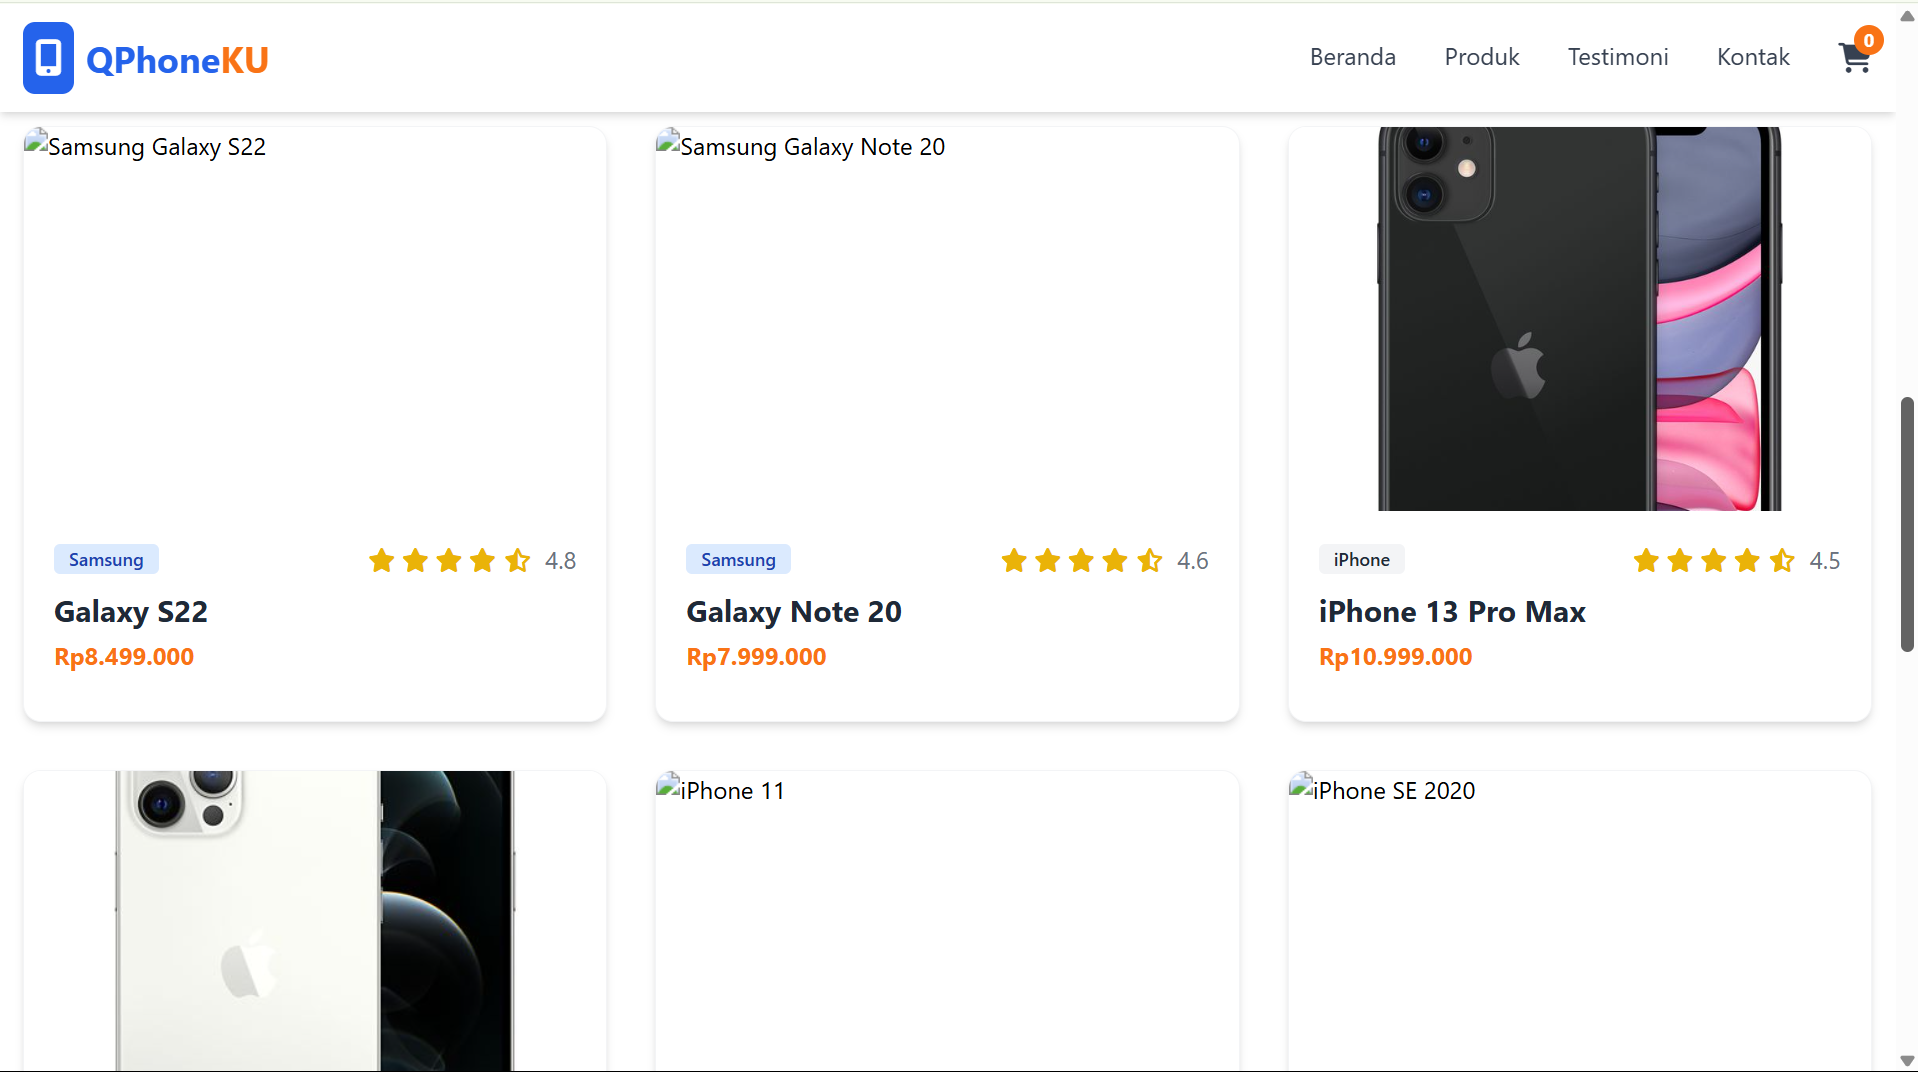 QPhoneKU
Beranda Produk Testimoni Kontak 0
Samsung Galaxy S22
Samsung Galaxy Note 20
Samsung 4.8
Galaxy S22
Rp8.499.000
Samsung 4.6
Galaxy Note 20
Rp7.999.000
iPhone 4.5
iPhone 13 Pro Max
Rp10.999.000
iPhone 11
iPhone SE 2020